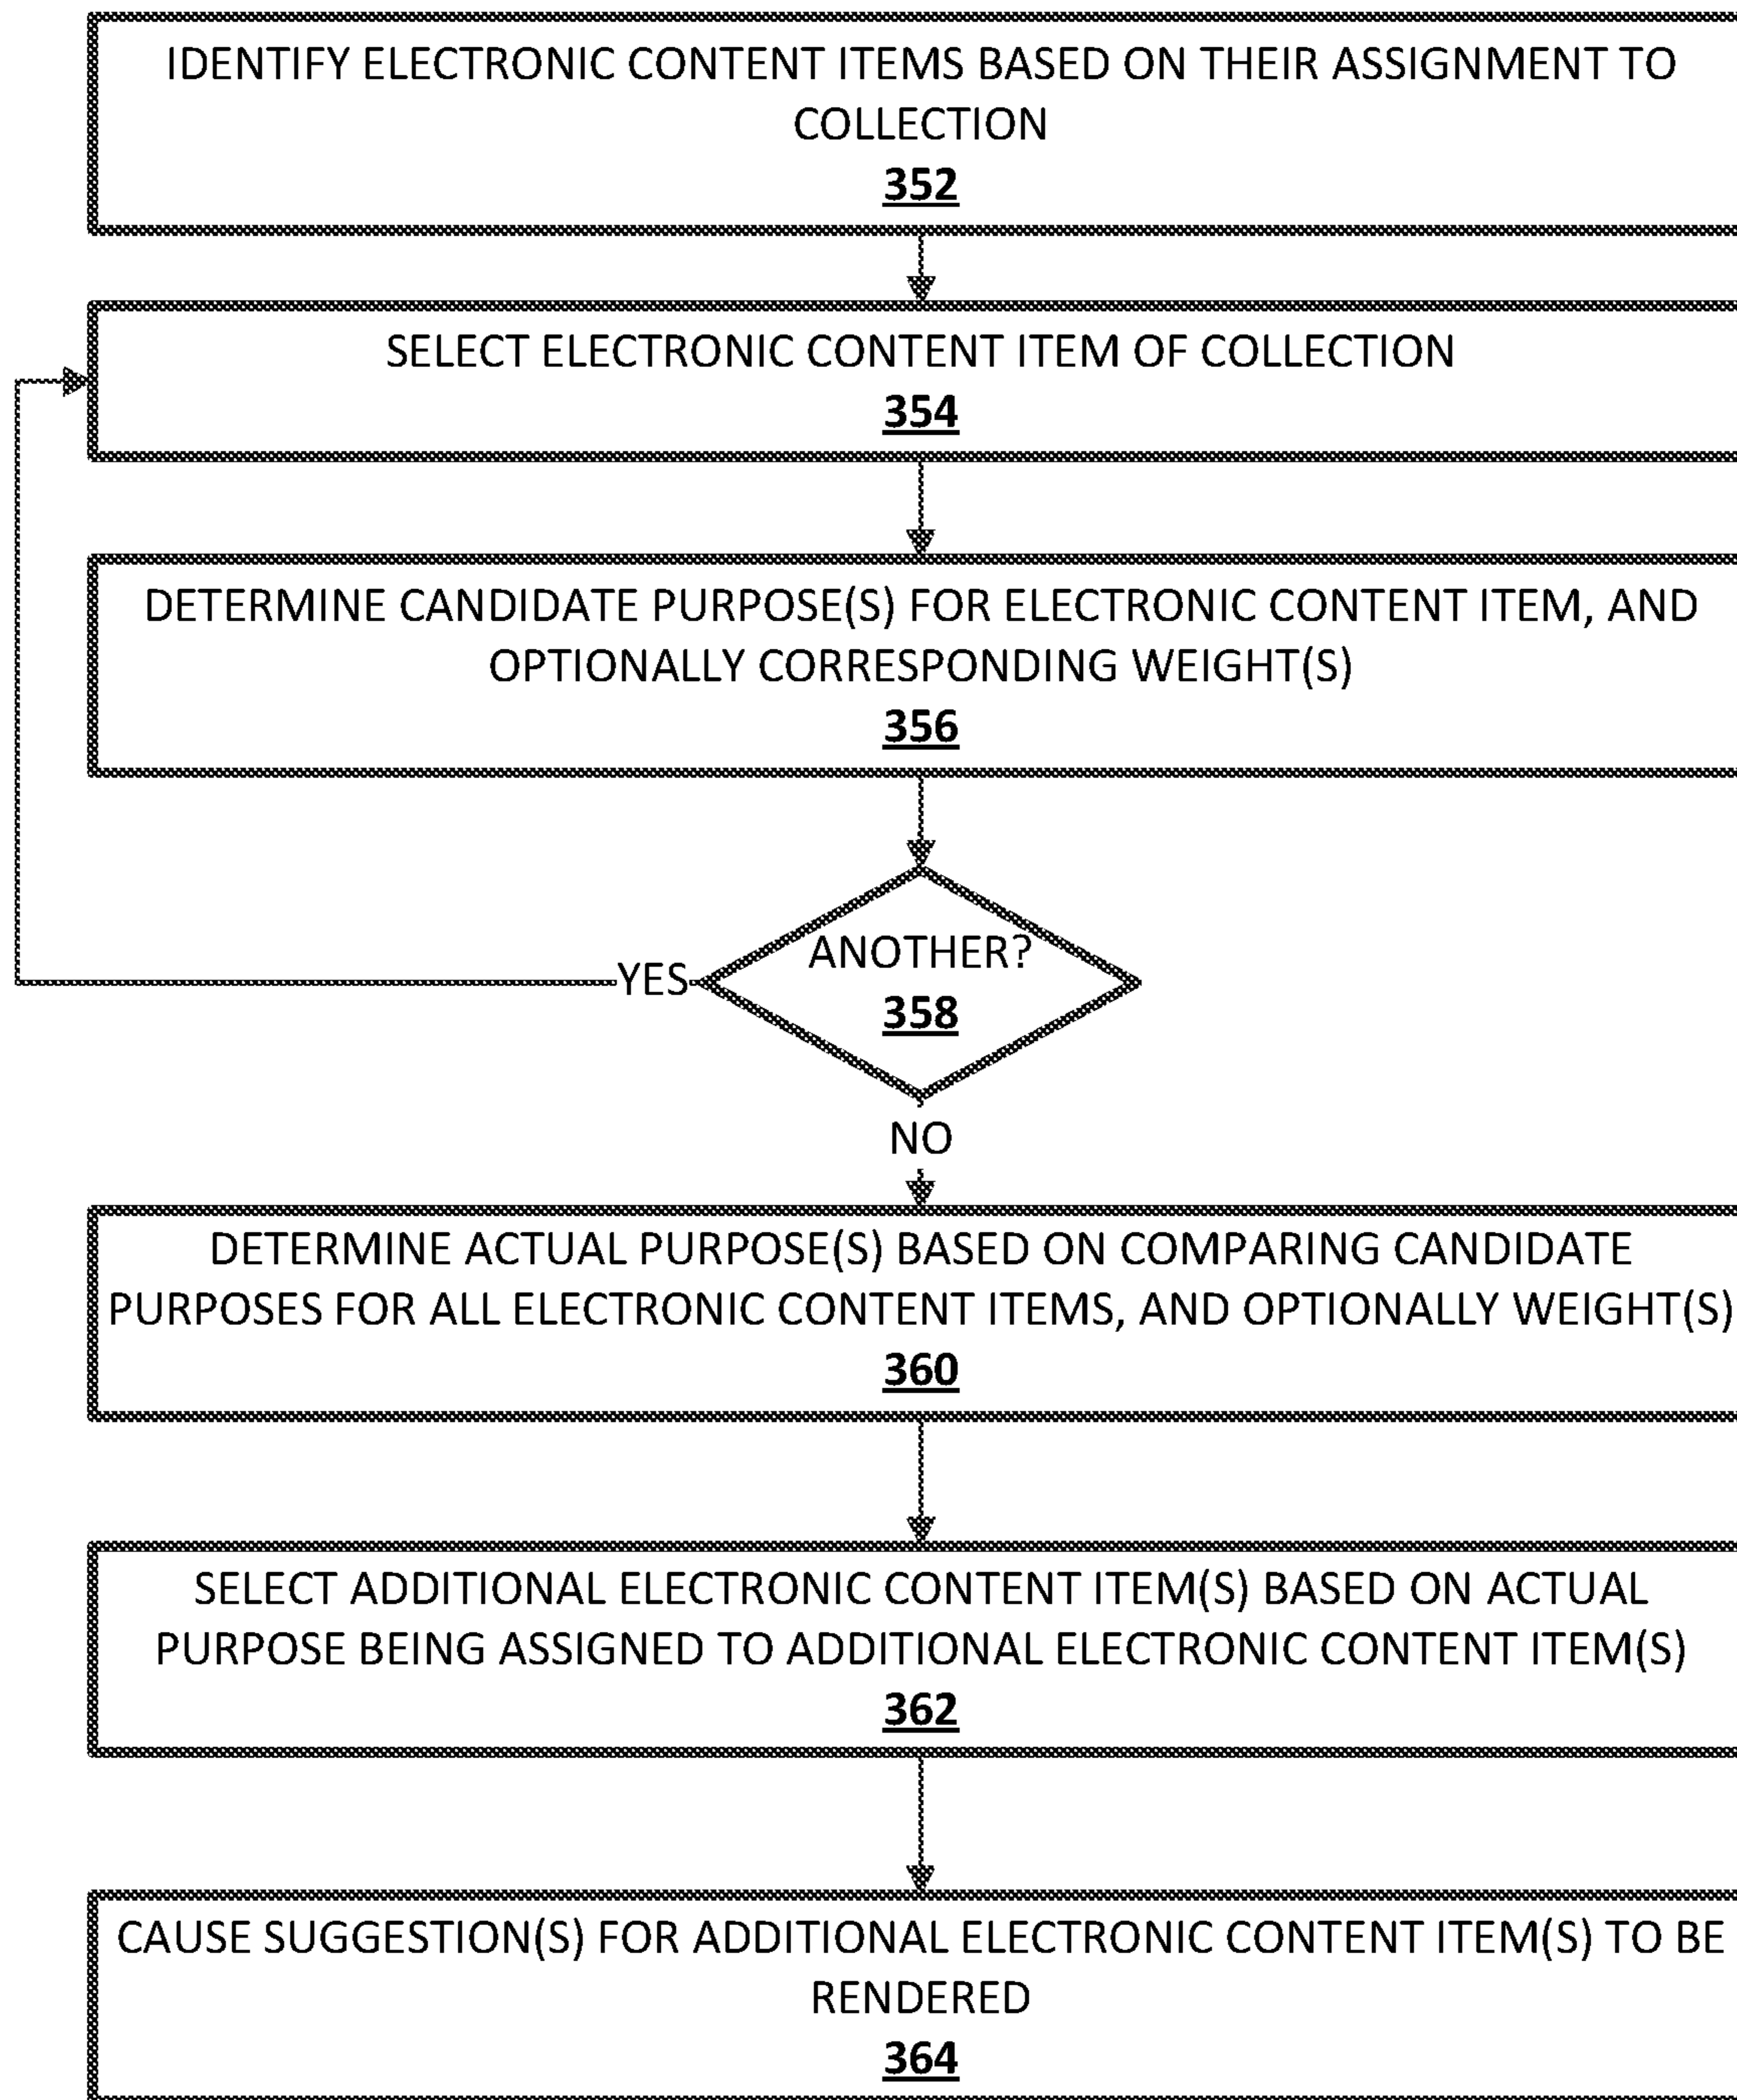 IDENTIFY ELECTRONIC CONTENT ITEMS BASED ON THEIR ASSIGNMENT TO
COLLECTION
352
SELECT ELECTRONIC CONTENT ITEM OF COLLECTION
354
DETERMINE CANDIDATE PURPOSE(S) FOR ELECTRONIC CONTENT ITEM, AND
OPTIONALLY CORRESPONDING WEIGHT(S)
356
ANOTHER?
358
YES
NO
DETERMINE ACTUAL PURPOSE(S) BASED ON COMPARING CANDIDATE
PURPOSES FOR ALL ELECTRONIC CONTENT ITEMS, AND OPTIONALLY WEIGHT(S)
360
SELECT ADDITIONAL ELECTRONIC CONTENT ITEM(S) BASED ON ACTUAL
PURPOSE BEING ASSIGNED TO ADDITIONAL ELECTRONIC CONTENT ITEM(S)
362
CAUSE SUGGESTION(S) FOR ADDITIONAL ELECTRONIC CONTENT ITEM(S) TO BE
RENDERED
364